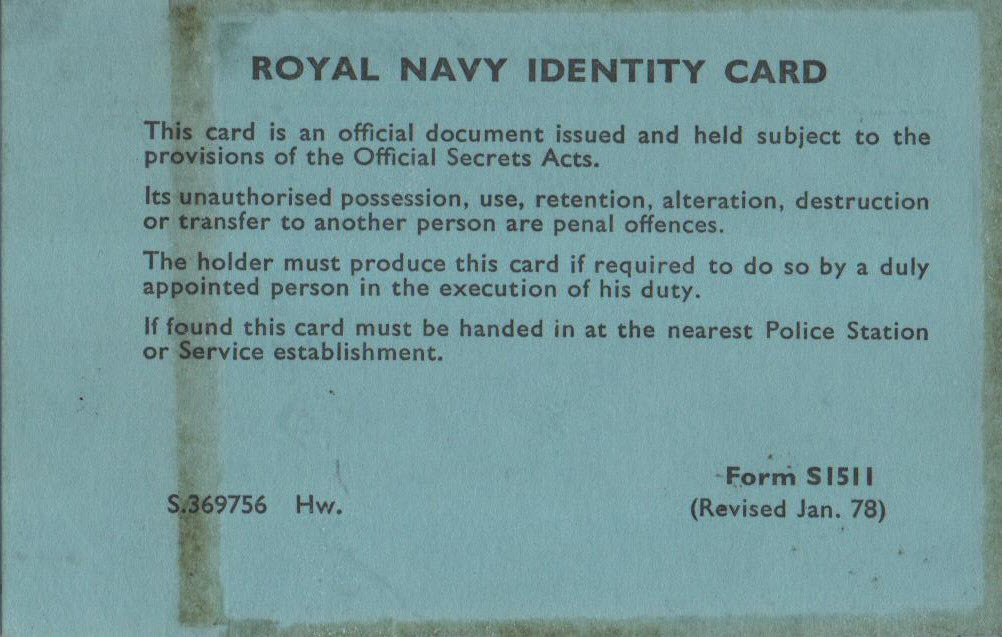 ROYAL NAVY IDENTITY CARD
This card is an official document issued and held subject to the
provisions of the Official Secrets Acts.
Its unauthorised possession, use, retention, alteration, destruction
or transfer to another person are penal offences.
The holder must produce this card if required to do so by a duly
appointed person in the execution of his duty.
If found this card must be handed in at the nearest Police Station
or Service establishment.
Form S1511
S.369756 Hw.
(Revised Jan. 78)